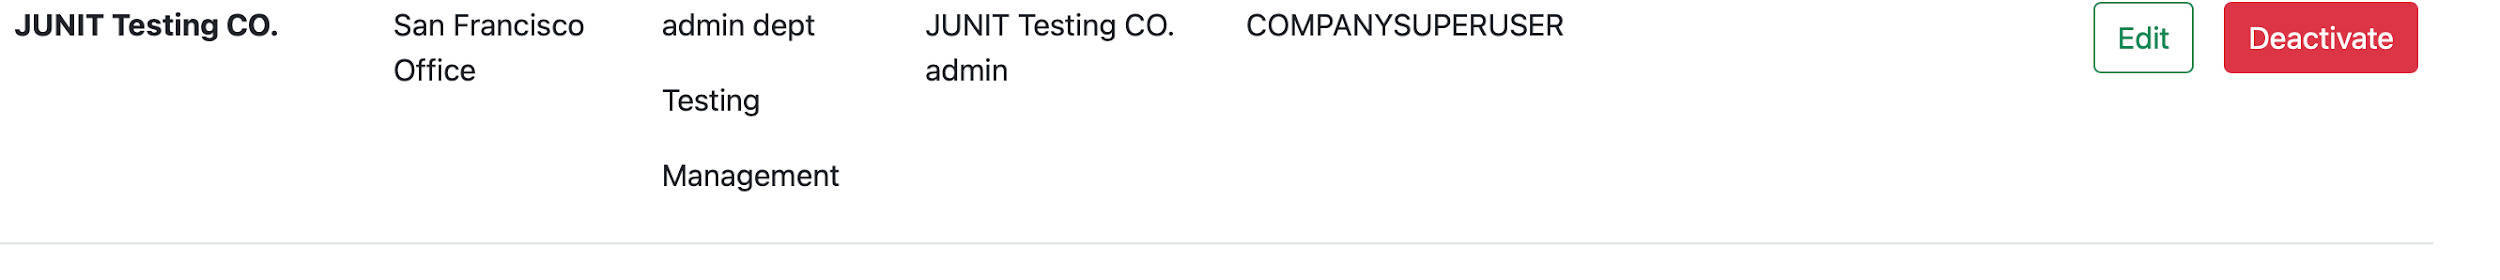 JUNIT Testing CO.
San Francisco
Office
admin dept
Testing
Management
JUNIT Testing CO.
admin
COMPANYSUPERUSER
Edit
Deactivate